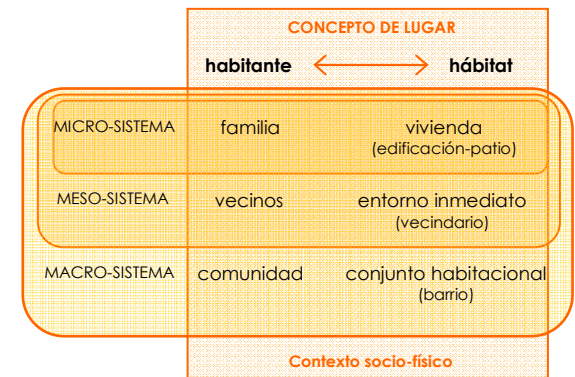 CONCEPTO DE LUGAR
habitante hábitat
MICRO-SISTEMA familia vivienda
(edificación-patio)
MESO-SISTEMA vecinos entorno inmediato
(vecindario)
MACRO-SISTEMA comunidad conjunto habitacional
(barrio)
Contexto socio-físico